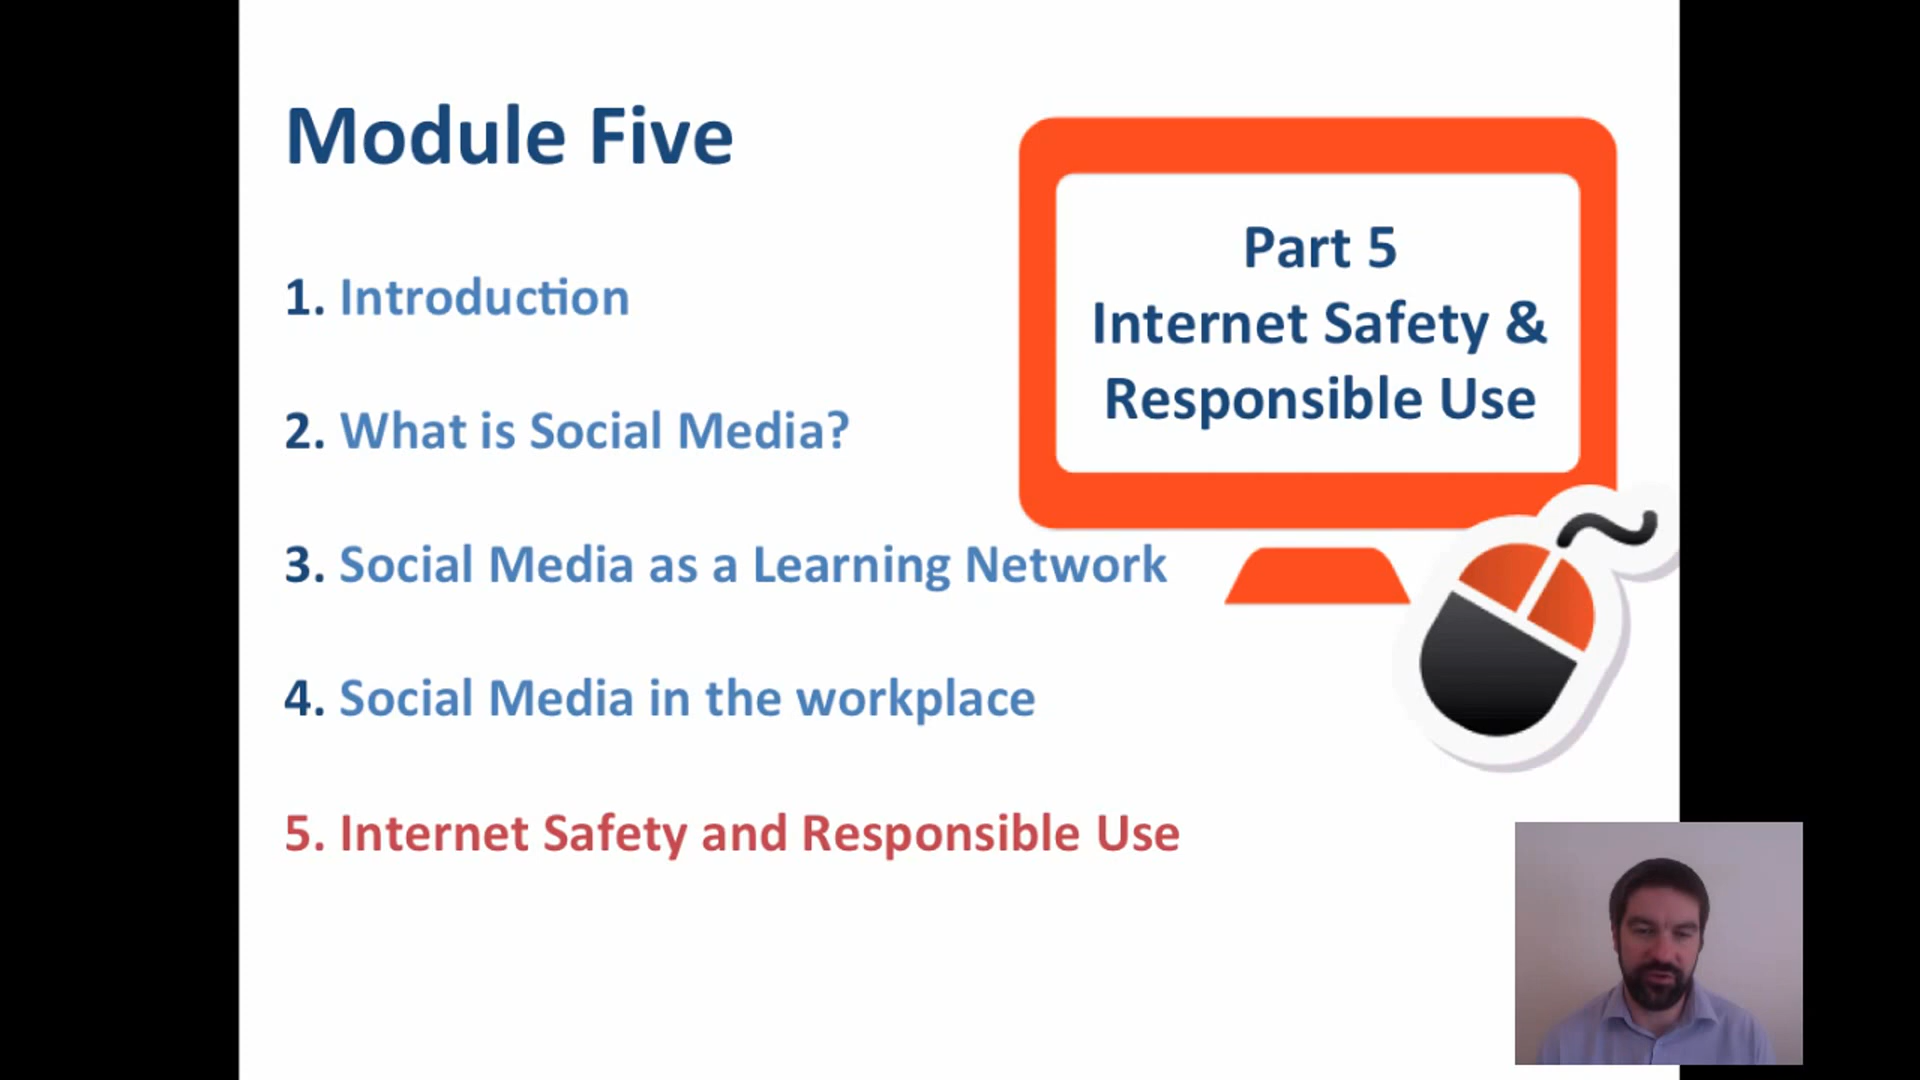 Module Five
1. Introduction
2. What is Social Media?
3. Social Media as a Learning Network
4. Social Media in the workplace
5. Internet Safety and Responsible Use
Part 5
Internet Safety &
Responsible Use